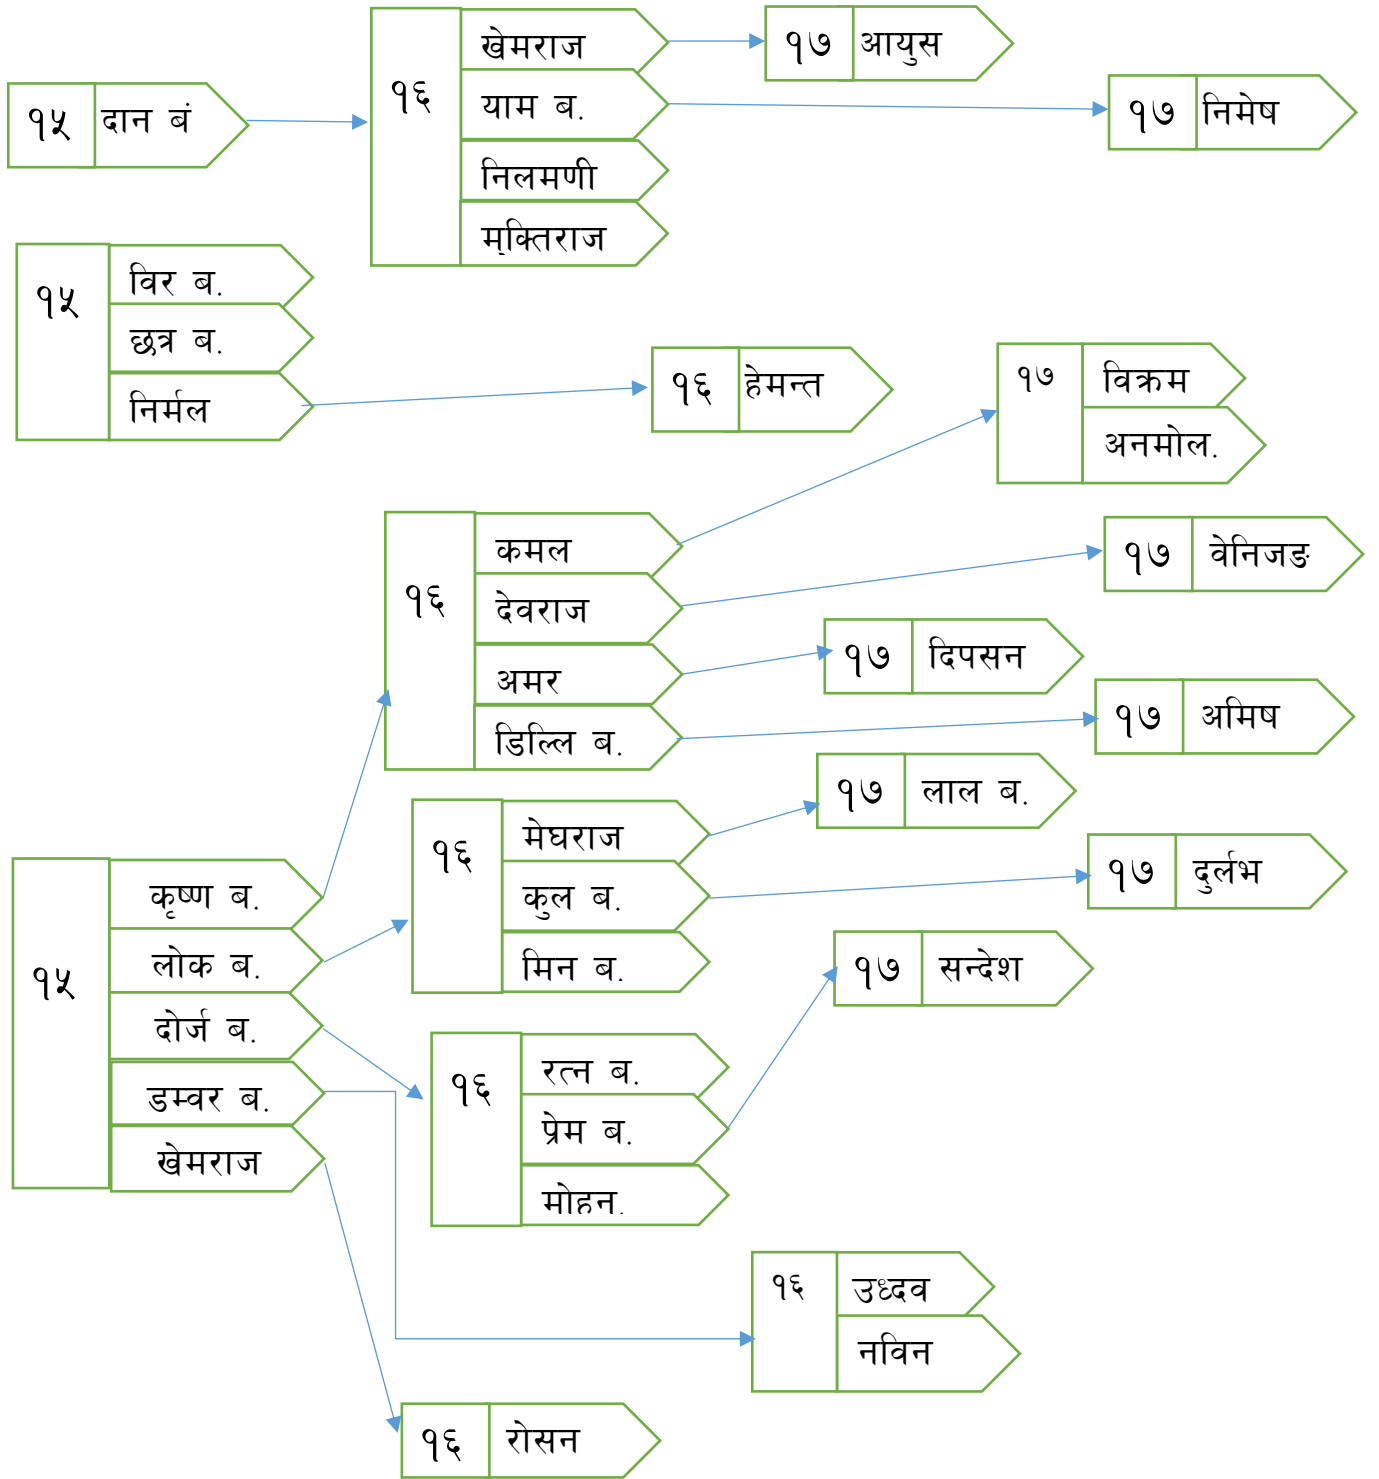 १५ दान बं
१६
खेमराज
याम ब.
निलमणी
मुक्तिराज
१७ आयुस
१७ निमेष
१५
विर ब.
छत्र ब.
निर्मल
१६ हेमन्त
१६
कमल
देवराज
अमर
डिल्लि ब.
१७
विक्रम
अनमोल.
१७ वेनिजङ
१७ दिपसन
१७ अमिष
१५
कृष्ण ब.
लोक ब.
दोर्ज ब.
डम्वर ब.
खेमराज
१६
मेघराज
कुल ब.
मिन ब.
१७ लाल ब.
१७ दुर्लभ
१६
रत्न ब.
प्रेम ब.
मोहन.
१७ सन्देश
१६
उध्दव
नविन
१६ रोसन